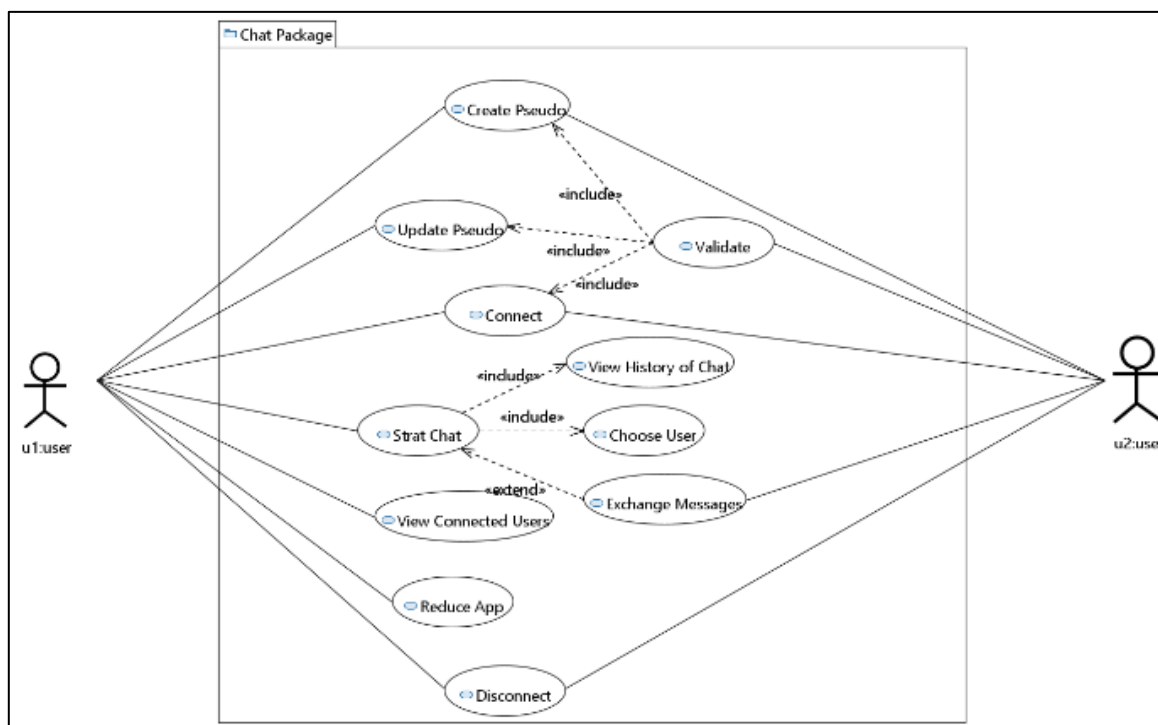 Chat Package
Create Pseudo
«include»
Update Pseudo
«include»
Validate
«include»
Connect
«include»
View History of Chat
Strat Chat
«include»
Choose User
«extend»
Exchange Messages
View Connected Users
Reduce App
Disconnect
u1:user
u2:use